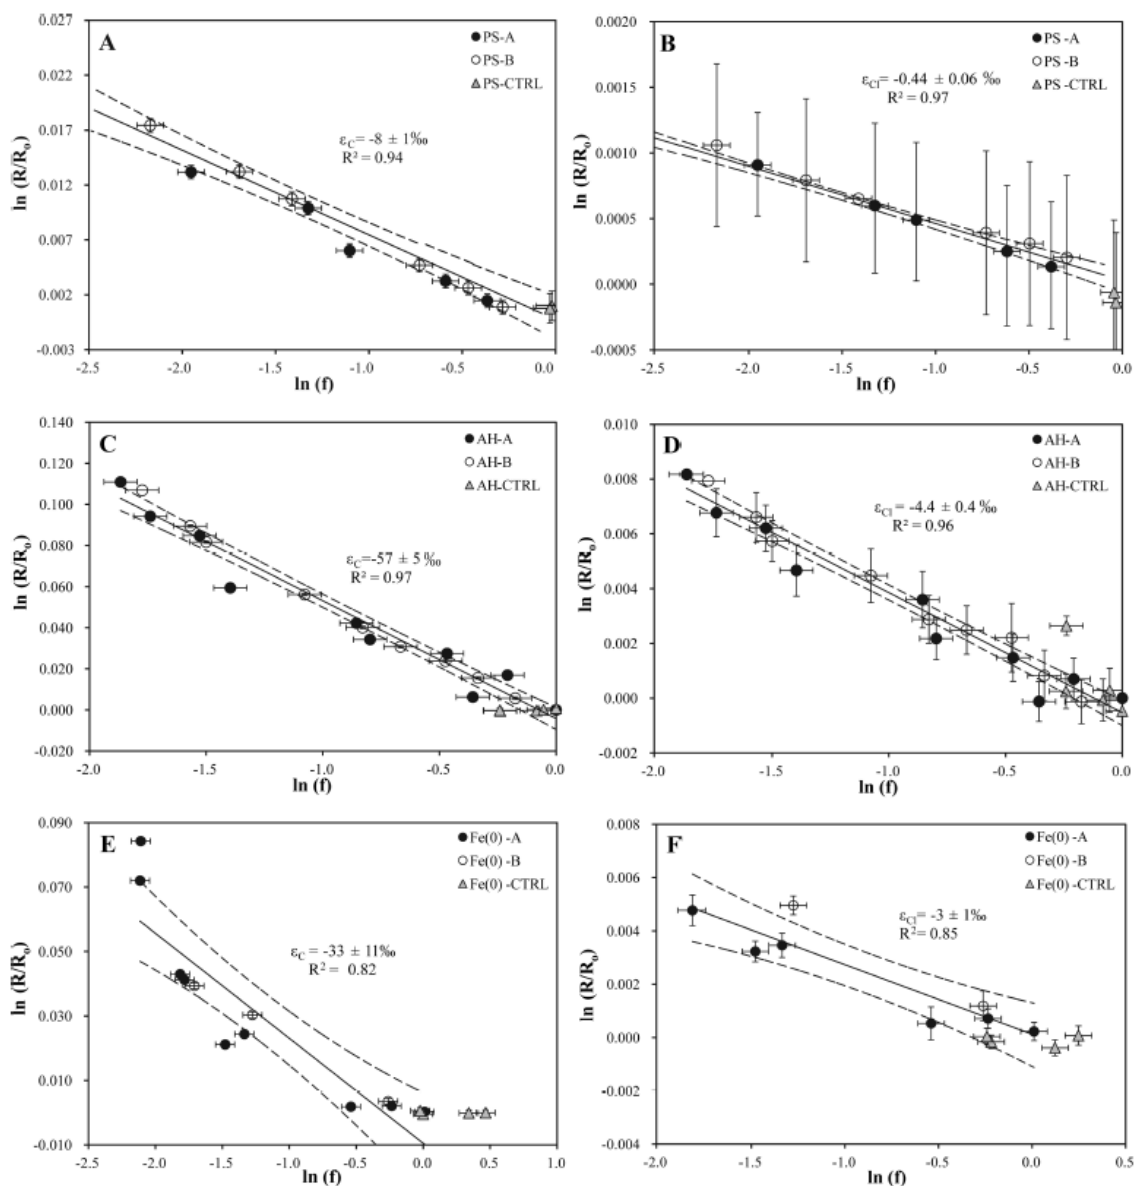 A
PS-A
PS-B
PS-CTRL
ε_C= -8 ± 1‰
R² = 0.94
ln (R/R_o)
0.027
0.022
0.017
0.012
0.007
0.002
-0.003
-2.5 -2.0 -1.5 -1.0 -0.5 0.0
ln (f)
B
PS -A
PS -B
PS -CTRL
ε_Cl= -0.44 ± 0.06 ‰
R² = 0.97
ln (R/R_o)
0.0020
0.0015
0.0010
0.0005
0.0000
-0.0005
-2.5 -2.0 -1.5 -1.0 -0.5 0.0
ln (f)
C
AH-A
AH-B
AH-CTRL
ε_C=-57 ± 5 ‰
R² = 0.97
ln (R/R_o)
0.140
0.120
0.100
0.080
0.060
0.040
0.020
0.000
-0.020
-2.0 -1.5 -1.0 -0.5 0.0
ln (f)
D
AH-A
AH-B
AH-CTRL
ε_Cl= -4.4 ± 0.4 ‰
R² = 0.96
ln (R/R_o)
0.010
0.008
0.006
0.004
0.002
0.000
-0.002
-2.0 -1.5 -1.0 -0.5 0.0
ln (f)
E
Fe(0) -A
Fe(0) -B
Fe(0) -CTRL
ε_C = -33 ± 11‰
R² = 0.82
ln (R/R_o)
0.090
0.070
0.050
0.030
0.010
-0.010
-2.5 -2.0 -1.5 -1.0 -0.5 0.0 0.5 1.0
ln (f)
F
Fe(0) -A
Fe(0) -B
Fe(0) -CTRL
ε_Cl= -3 ± 1‰
R²= 0.85
ln (R/R_o)
0.008
0.006
0.004
0.002
0.000
-0.002
-0.004
-2.0 -1.5 -1.0 -0.5 0.0 0.5
ln (f)